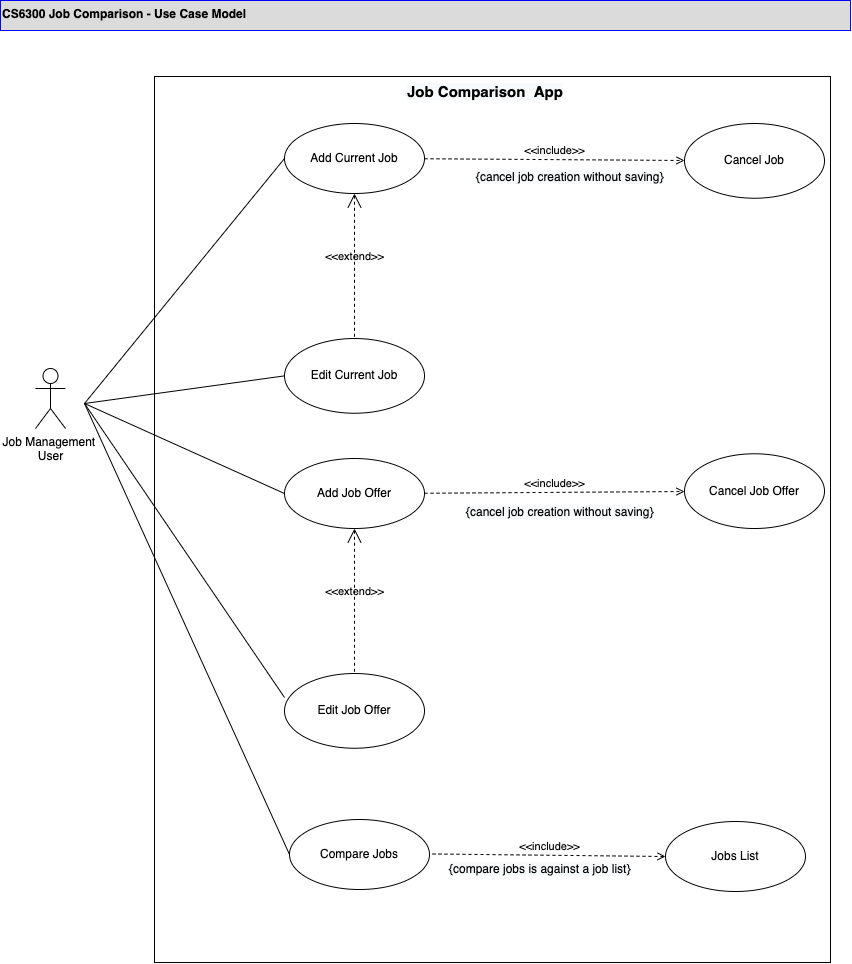 CS6300 Job Comparison - Use Case Model
Job Comparison  App
Add Current Job
<<include>>
{cancel job creation without saving}
Cancel Job
<<extend>>
Edit Current Job
Job Management
User
Add Job Offer
<<include>>
{cancel job creation without saving}
Cancel Job Offer
<<extend>>
Edit Job Offer
Compare Jobs
<<include>>
{compare jobs is against a job list}
Jobs List